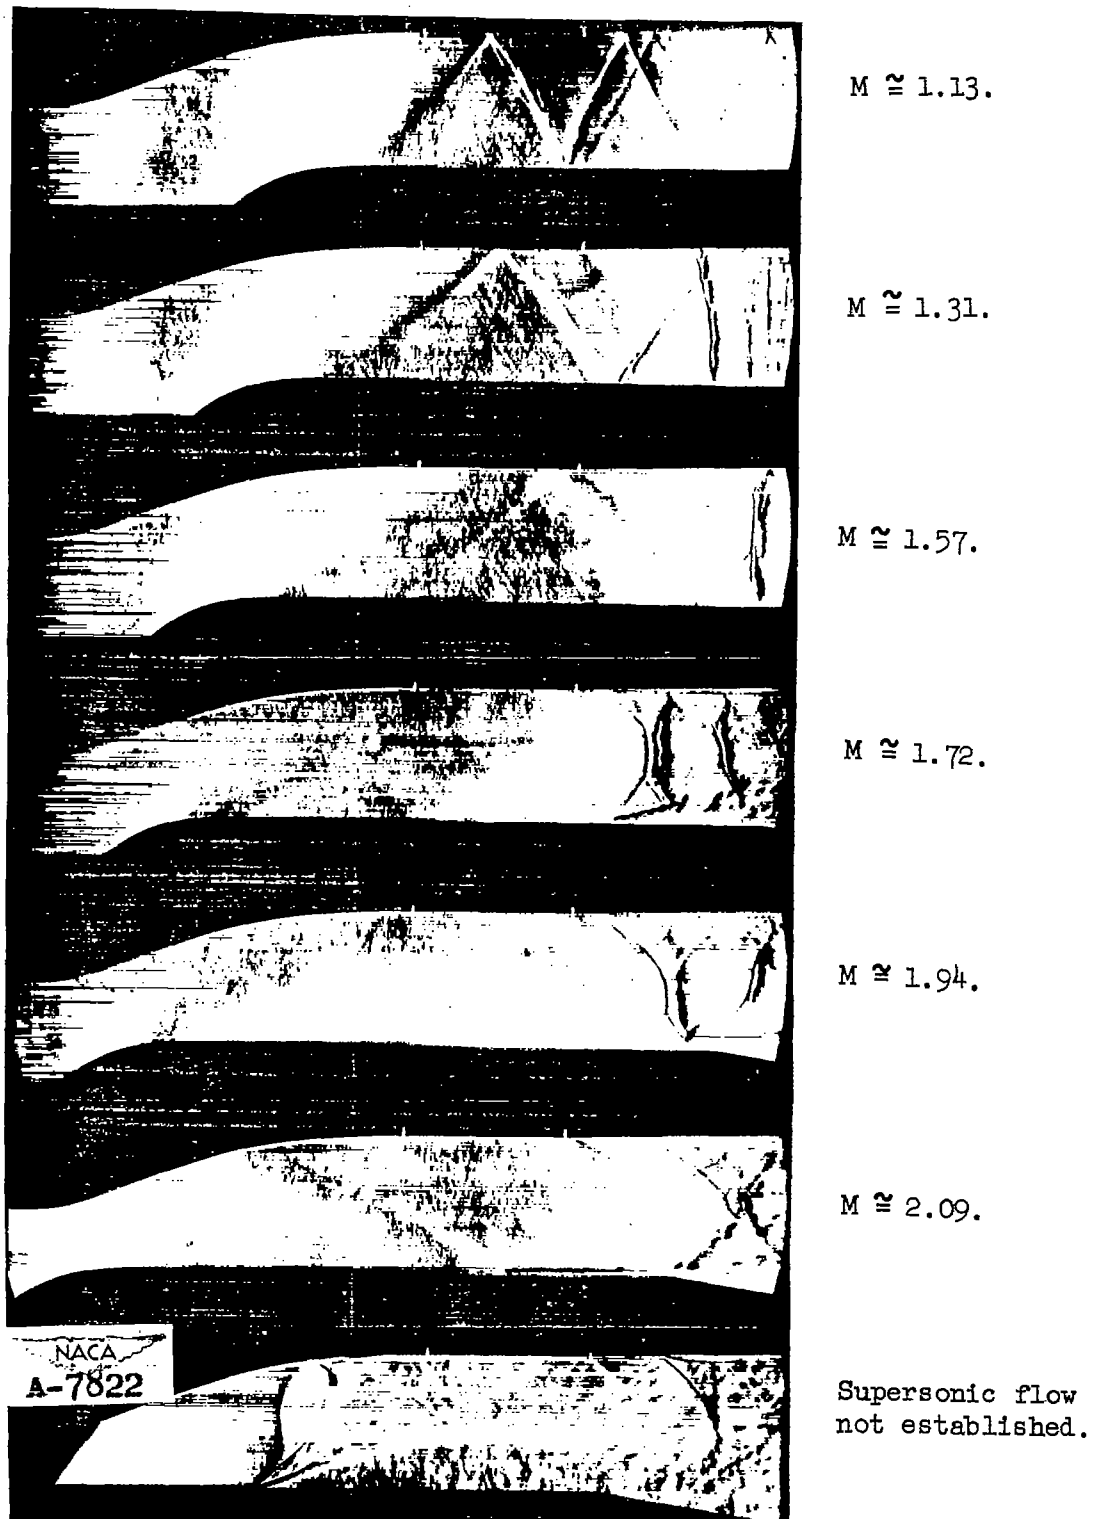 M ≅ 1.13.
M ≅ 1.31.
M ≅ 1.57.
M ≅ 1.72.
M ≅ 1.94.
M ≅ 2.09.
NACA
A-7822
Supersonic flow
not established.